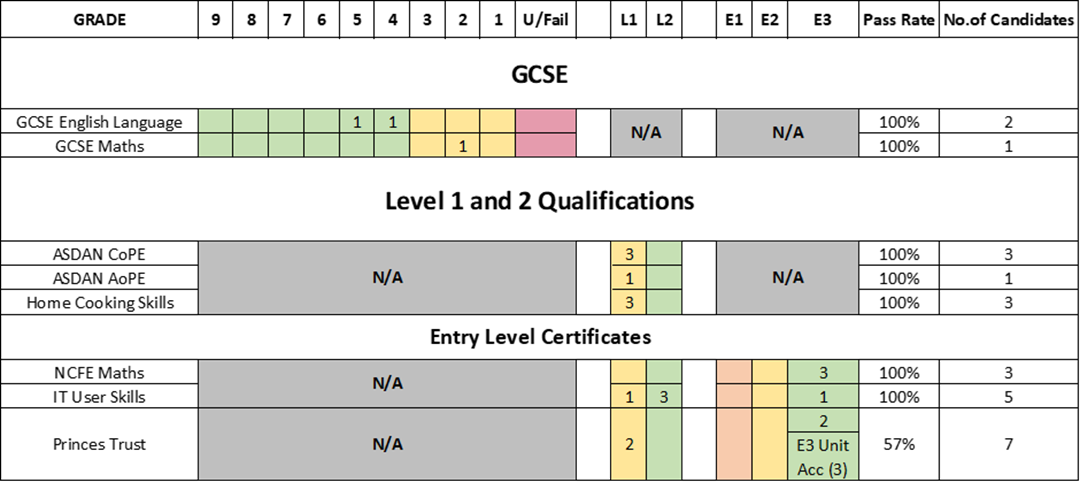 GRADE 9 8 7 6 5 4 3 2 1 U/Fail L1 L2 E1 E2 E3 Pass Rate No.of Candidates
GCSE
GCSE English Language 1 1 N/A N/A 100% 2
GCSE Maths 1 100% 1
Level 1 and 2 Qualifications
ASDAN CoPE 3 100% 3
ASDAN AoPE N/A 1 N/A 100% 1
Home Cooking Skills 3 100% 3
Entry Level Certificates
NCFE Maths N/A 3 100% 3
IT User Skills 1 3 1 100% 5
Princes Trust N/A 2 2 57% 7
E3 Unit
Acc (3)